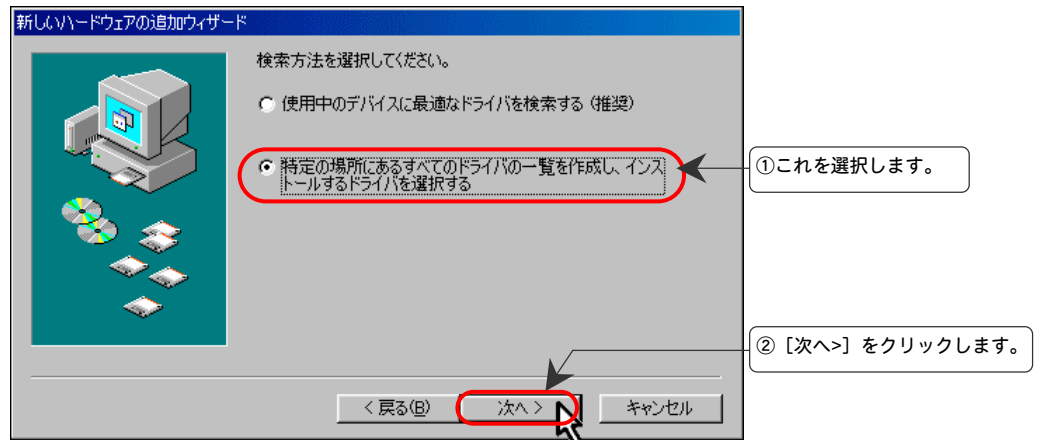 新しいハードウェアの追加ウィザード
検索方法を選択してください。
使用中のデバイスに最適なドライバを検索する（推奨）
特定の場所にあるすべてのドライバの一覧を作成し、インス
トールするドライバを選択する
①これを選択します。
②［次へ>］をクリックします。
< 戻る(B)
次へ >
キャンセル